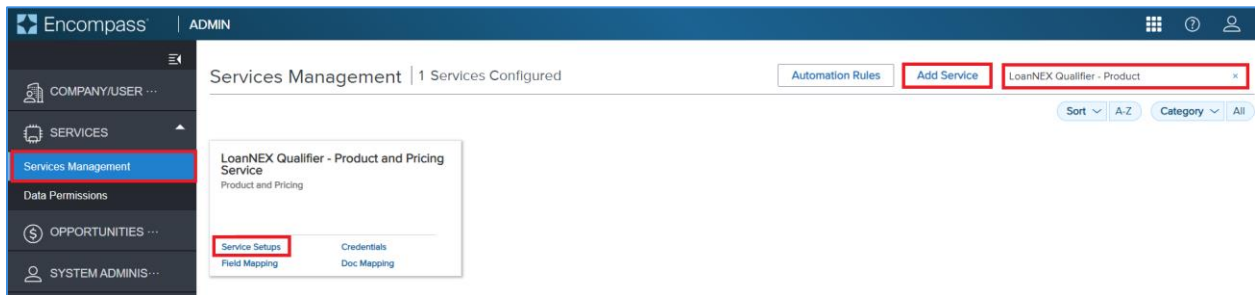 Encompass | ADMIN
COMPANY/USER ...
SERVICES
Services Management
Data Permissions
OPPORTUNITIES ...
SYSTEM ADMINIS...
Services Management | 1 Services Configured
Automation Rules
Add Service
LoanNEX Qualifier - Product ×
Sort A-Z
Category All
LoanNEX Qualifier - Product and Pricing
Service
Product and Pricing
Service Setups Credentials
Field Mapping Doc Mapping